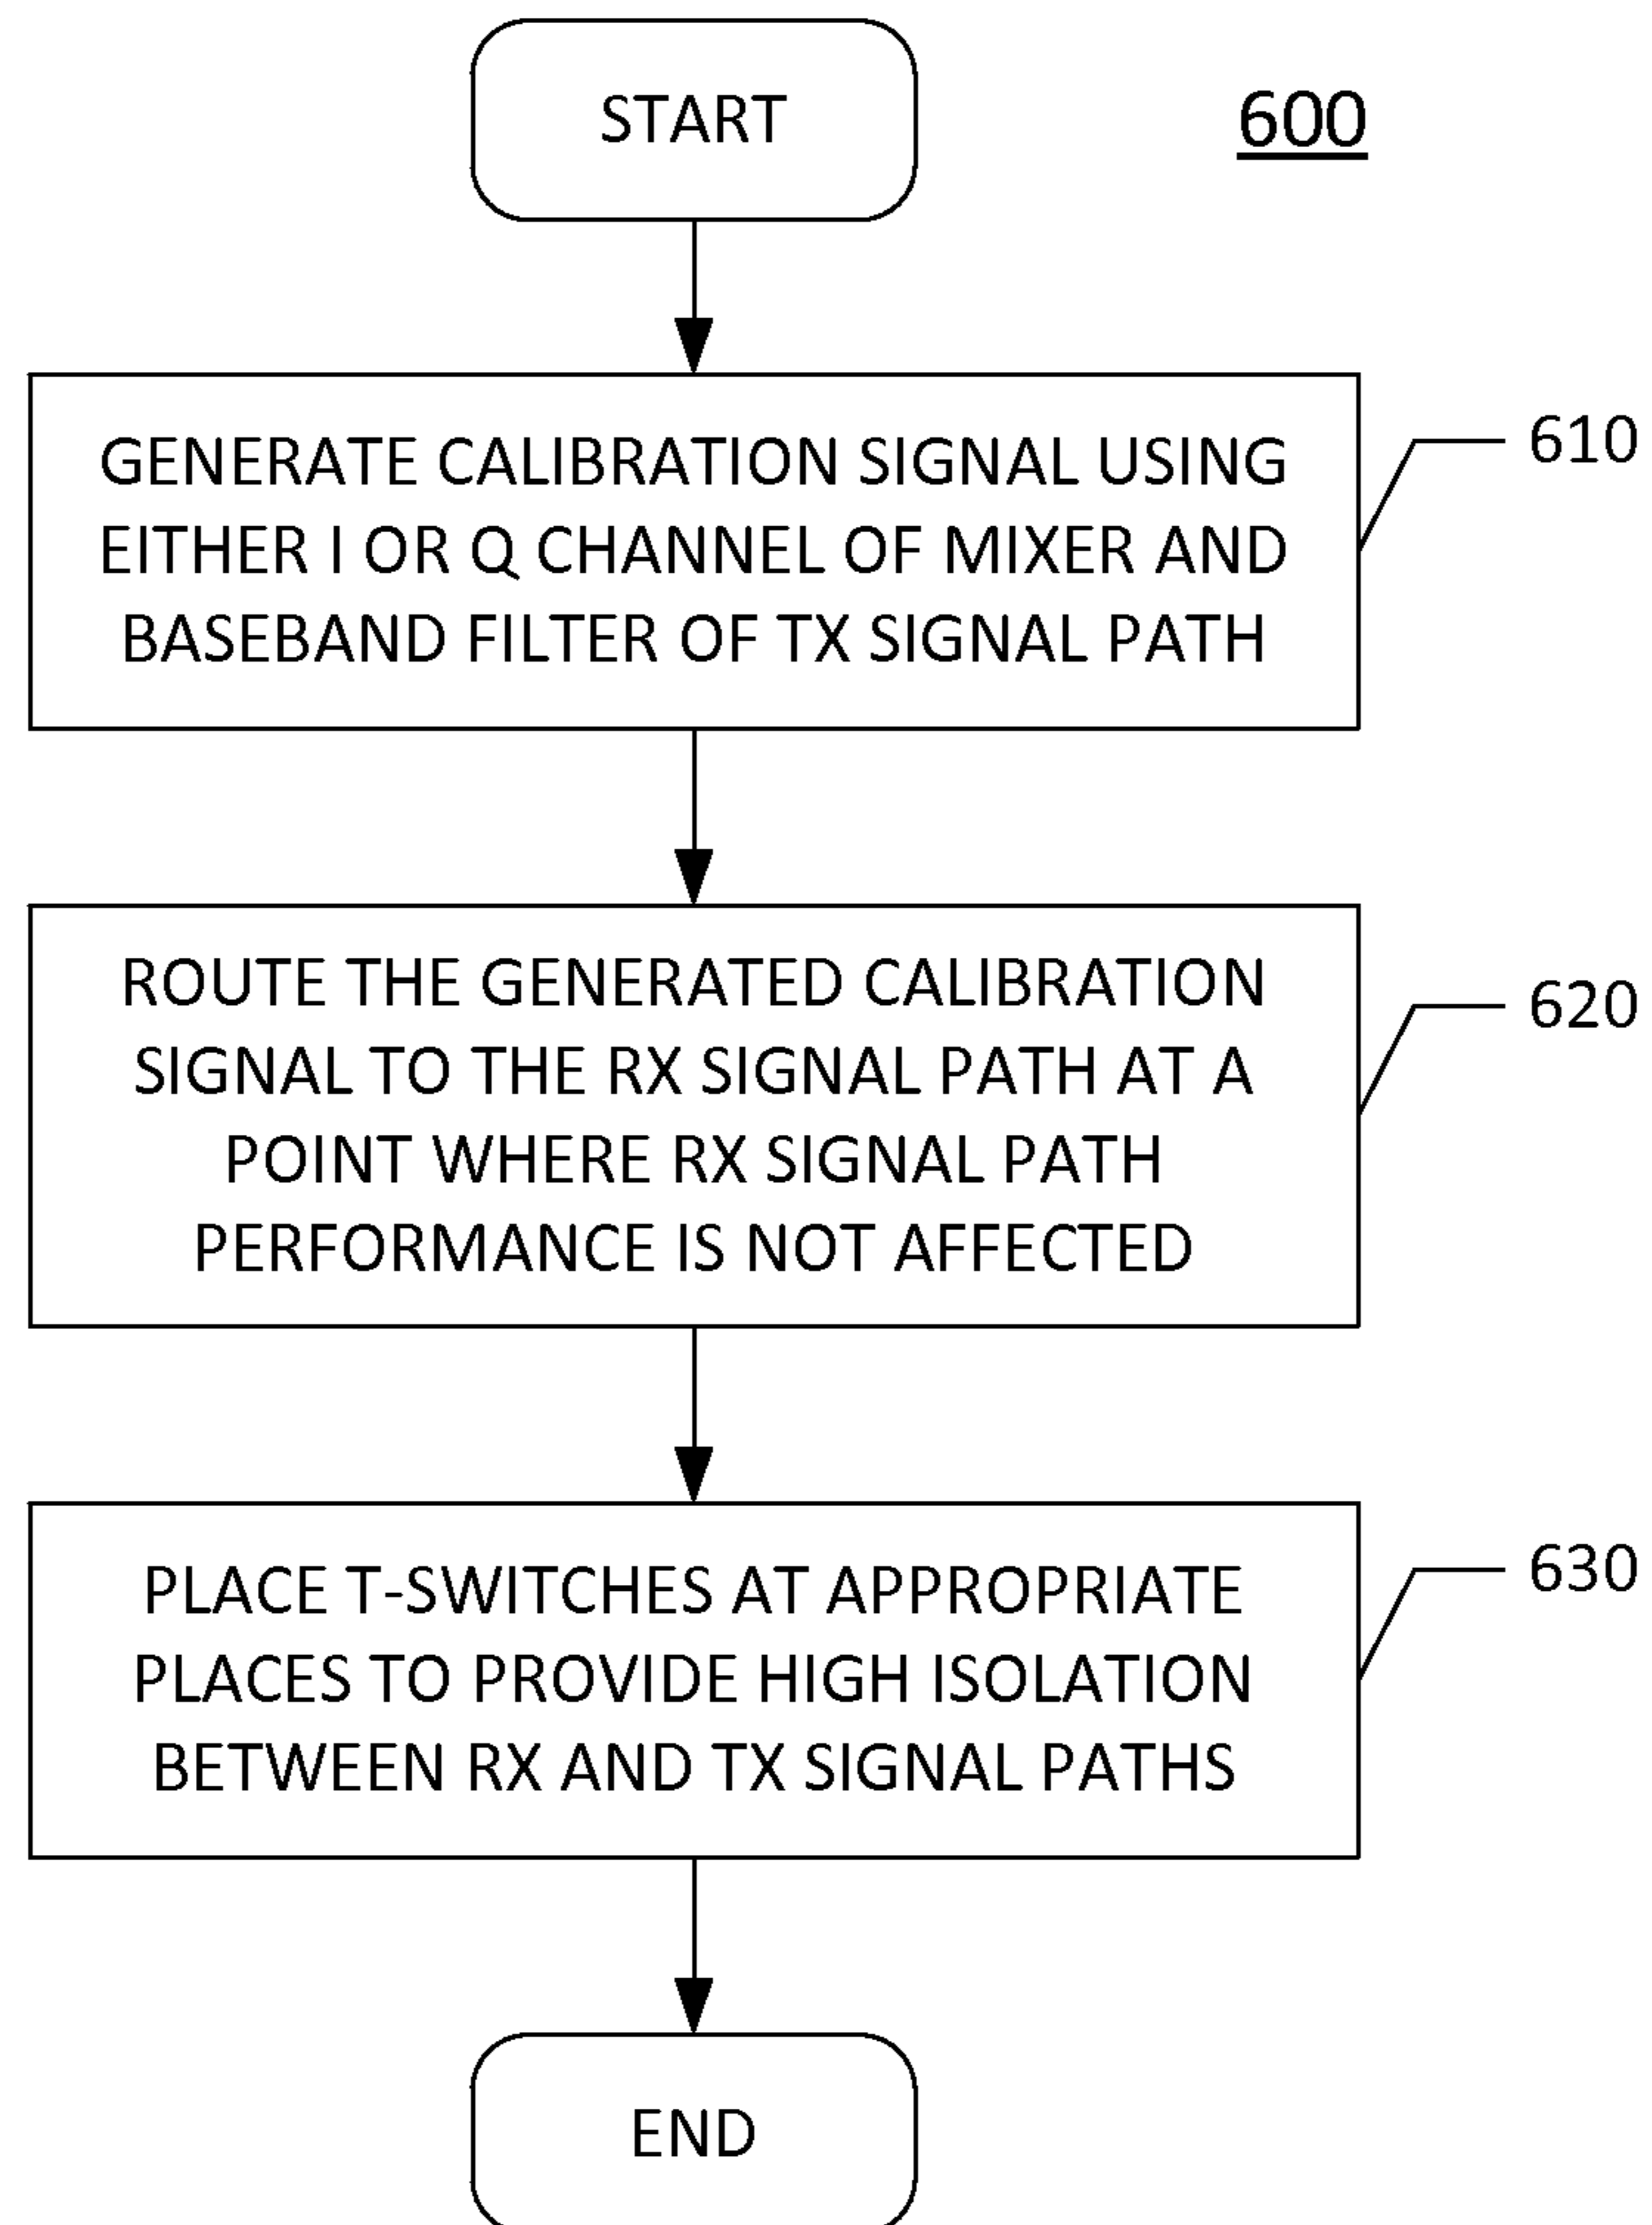 START
600
GENERATE CALIBRATION SIGNAL USING
EITHER I OR Q CHANNEL OF MIXER AND
BASEBAND FILTER OF TX SIGNAL PATH
610
ROUTE THE GENERATED CALIBRATION
SIGNAL TO THE RX SIGNAL PATH AT A
POINT WHERE RX SIGNAL PATH
PERFORMANCE IS NOT AFFECTED
620
PLACE T-SWITCHES AT APPROPRIATE
PLACES TO PROVIDE HIGH ISOLATION
BETWEEN RX AND TX SIGNAL PATHS
630
END